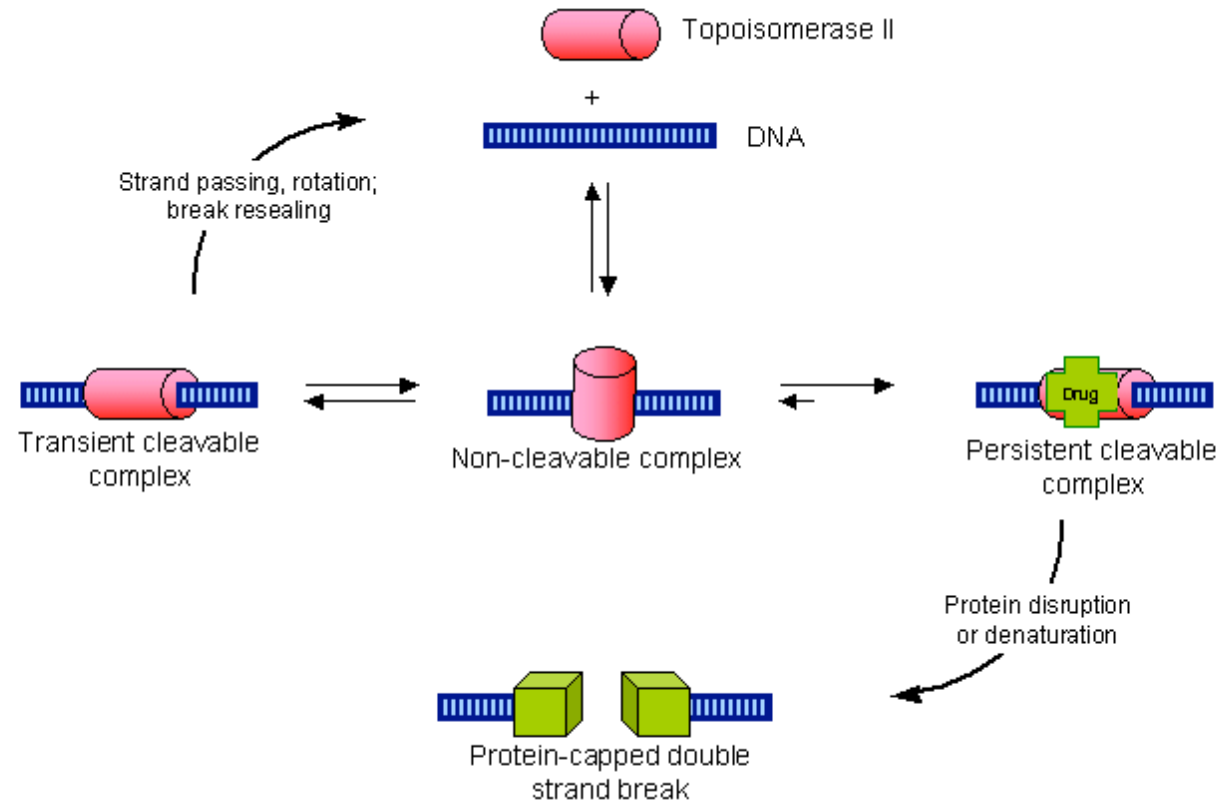 Topoisomerase II
+
DNA
Strand passing, rotation;
break resealing
Transient cleavable
complex
Non-cleavable complex
Drug
Persistent cleavable
complex
Protein disruption
or denaturation
Protein-capped double
strand break